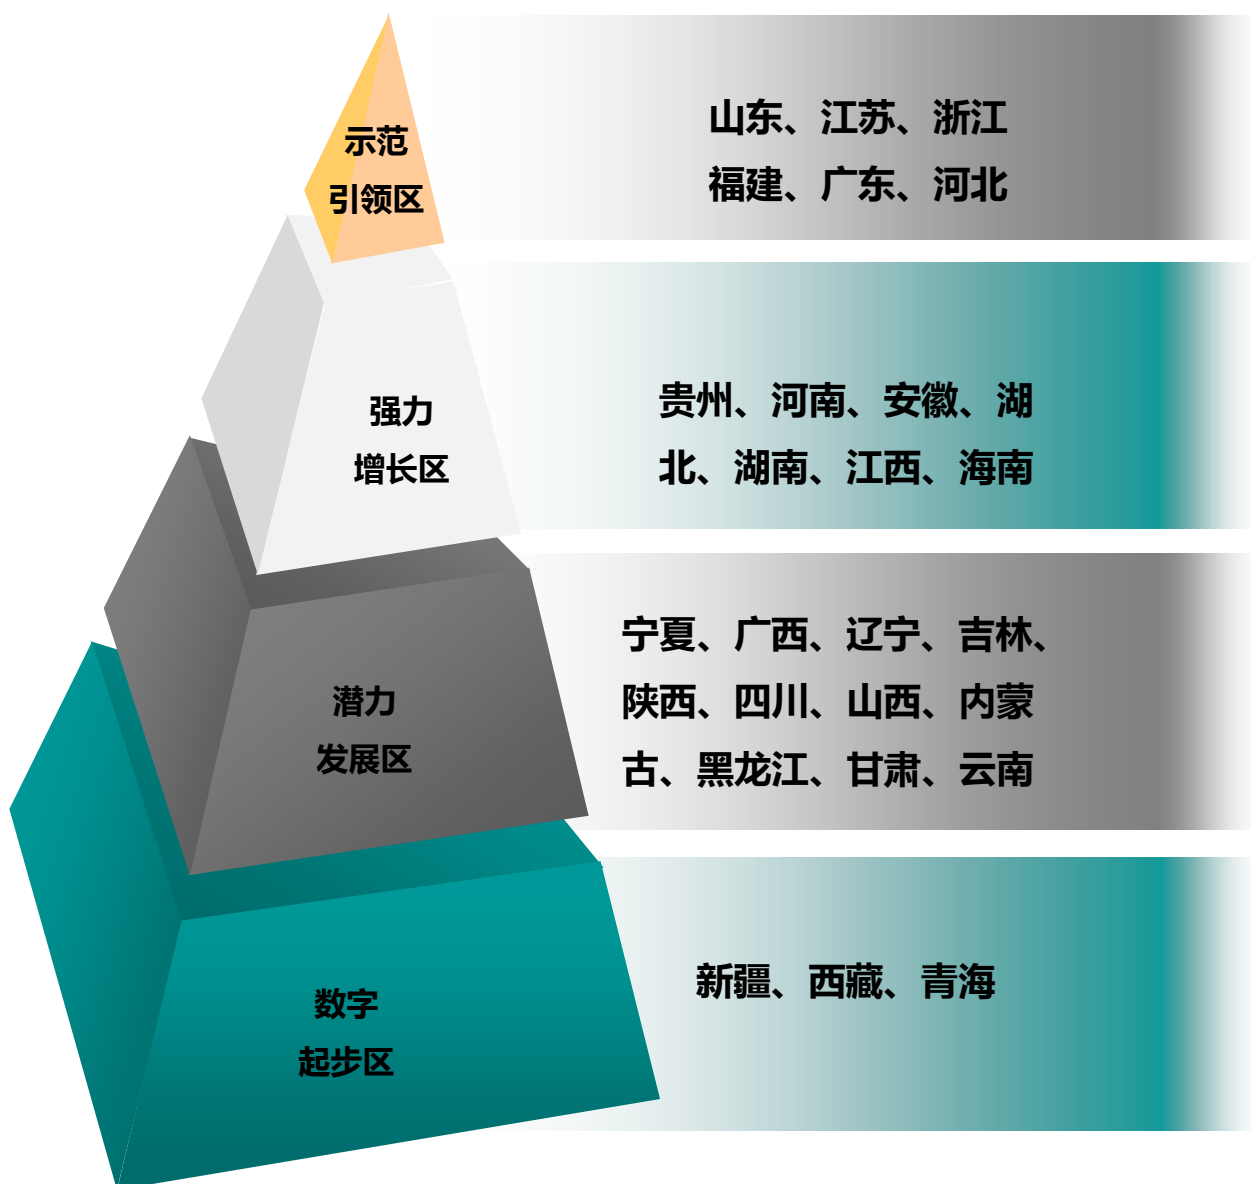 示范
引领区
山东、江苏、浙江
福建、广东、河北
强力
增长区
贵州、河南、安徽、湖
北、湖南、江西、海南
潜力
发展区
宁夏、广西、辽宁、吉林、
陕西、四川、山西、内蒙
古、黑龙江、甘肃、云南
数字
起步区
新疆、西藏、青海